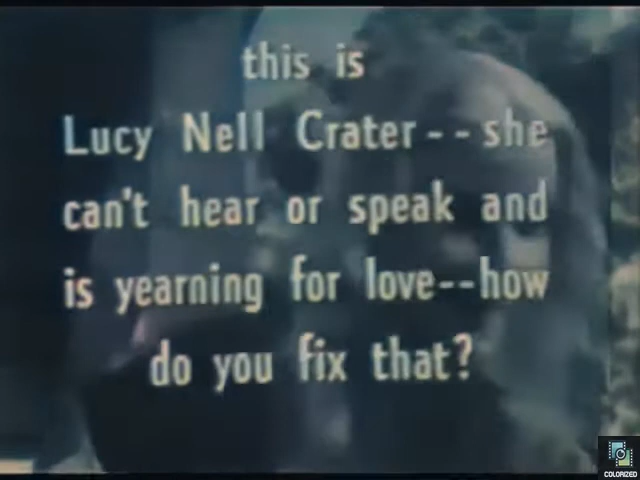 this is
Lucy Nell Crater--she
can't hear or speak and
is yearning for love--how
do you fix that?
COLORIZED